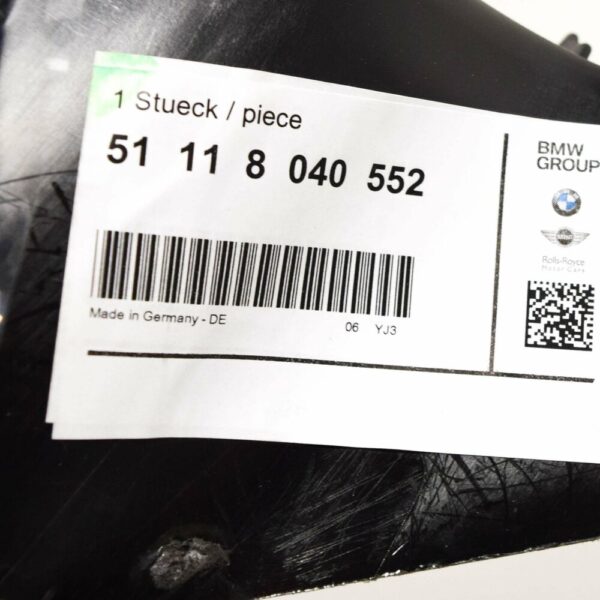 1 Stueck / piece
51 11 8 040 552
Made in Germany - DE
06 YJ3
BMW
GROUP
Rolls-Royce
Motor Cars